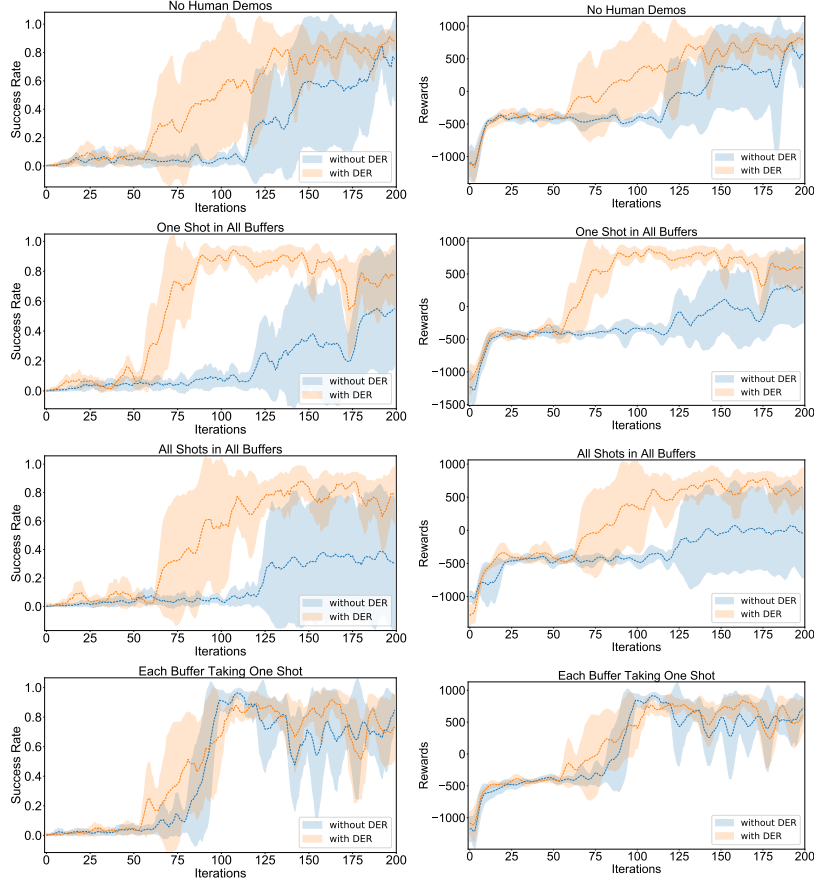 No Human Demos
Success Rate
1.0
0.8
0.6
0.4
0.2
0.0
0 25 50 75 100 125 150 175 200
Iterations
without DER
with DER
No Human Demos
Rewards
1000
500
0
−500
−1000
0 25 50 75 100 125 150 175 200
Iterations
without DER
with DER
One Shot in All Buffers
Success Rate
1.0
0.8
0.6
0.4
0.2
0.0
0 25 50 75 100 125 150 175 200
Iterations
without DER
with DER
One Shot in All Buffers
Rewards
1000
500
0
−500
−1000
−1500
0 25 50 75 100 125 150 175 200
Iterations
without DER
with DER
All Shots in All Buffers
Success Rate
1.0
0.8
0.6
0.4
0.2
0.0
0 25 50 75 100 125 150 175 200
Iterations
without DER
with DER
All Shots in All Buffers
Rewards
1000
500
0
−500
−1000
0 25 50 75 100 125 150 175 200
Iterations
without DER
with DER
Each Buffer Taking One Shot
Success Rate
1.0
0.8
0.6
0.4
0.2
0.0
0 25 50 75 100 125 150 175 200
Iterations
without DER
with DER
Each Buffer Taking One Shot
Rewards
1000
500
0
−500
−1000
0 25 50 75 100 125 150 175 200
Iterations
without DER
with DER